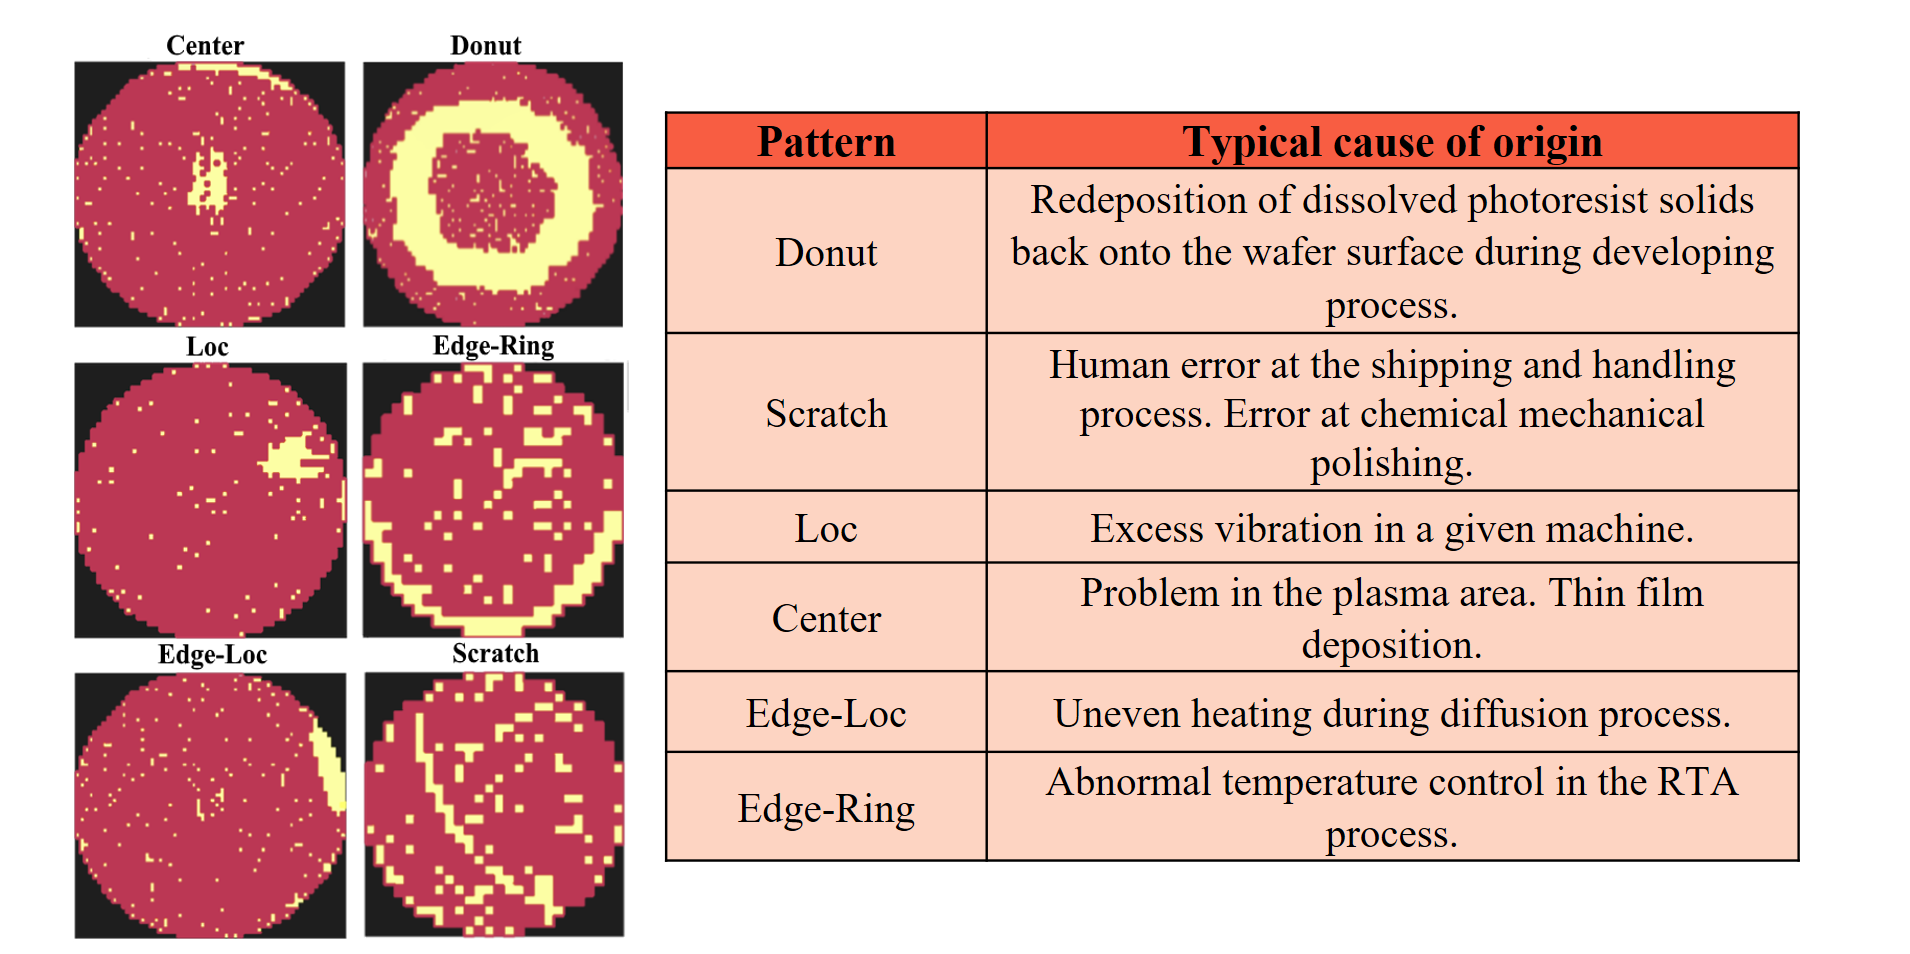 Center
Donut
Loc
Edge-Ring
Edge-Loc
Scratch
Pattern
Typical cause of origin
Donut
Redeposition of dissolved photoresist solids
back onto the wafer surface during developing
process.
Scratch
Human error at the shipping and handling
process. Error at chemical mechanical
polishing.
Loc
Excess vibration in a given machine.
Center
Problem in the plasma area. Thin film
deposition.
Edge-Loc
Uneven heating during diffusion process.
Edge-Ring
Abnormal temperature control in the RTA
process.